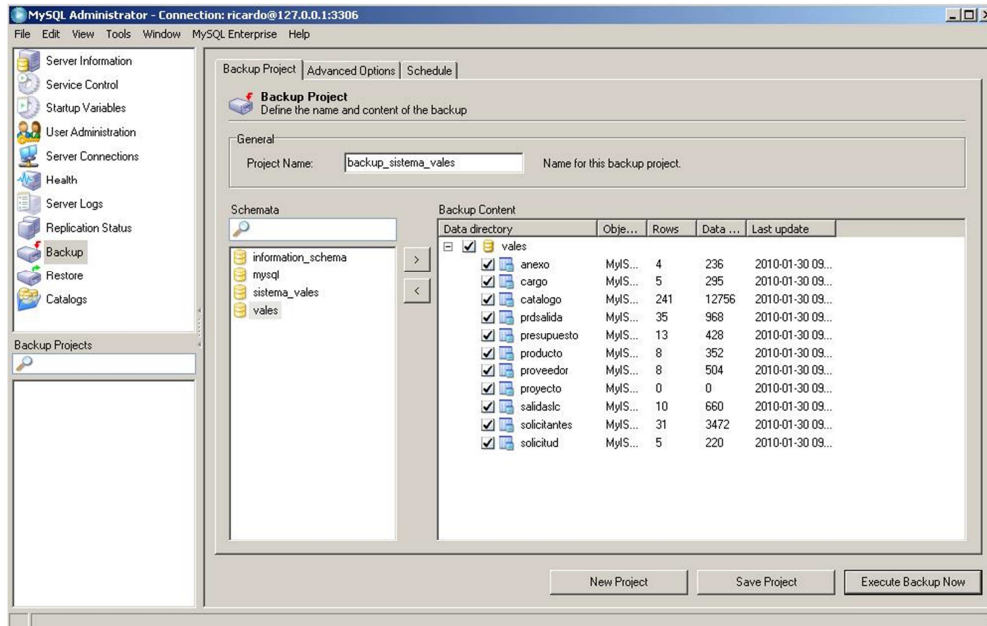 MySQL Administrator - Connection: ricardo@127.0.0.1:3306
File Edit View Tools Window MySQL Enterprise Help
Server Information
Service Control
Startup Variables
User Administration
Server Connections
Health
Server Logs
Replication Status
Backup
Restore
Catalogs
Backup Projects
Backup Project Advanced Options Schedule
Backup Project
Define the name and content of the backup
General
Project Name: backup_sistema_vales Name for this backup project.
Schemata
information_schema
mysql
sistema_vales
vales
>
<
Backup Content
Data directory Obje... Rows Data ... Last update
vales
anexo MyIS... 4 236 2010-01-30 09...
cargo MyIS... 5 295 2010-01-30 09...
catalogo MyIS... 241 12756 2010-01-30 09...
prdsalida MyIS... 35 968 2010-01-30 09...
presupuesto MyIS... 13 428 2010-01-30 09...
producto MyIS... 8 352 2010-01-30 09...
proveedor MyIS... 8 504 2010-01-30 09...
proyecto MyIS... 0 0 2010-01-30 09...
salidaslc MyIS... 10 660 2010-01-30 09...
solicitantes MyIS... 31 3472 2010-01-30 09...
solicitud MyIS... 5 220 2010-01-30 09...
New Project Save Project Execute Backup Now